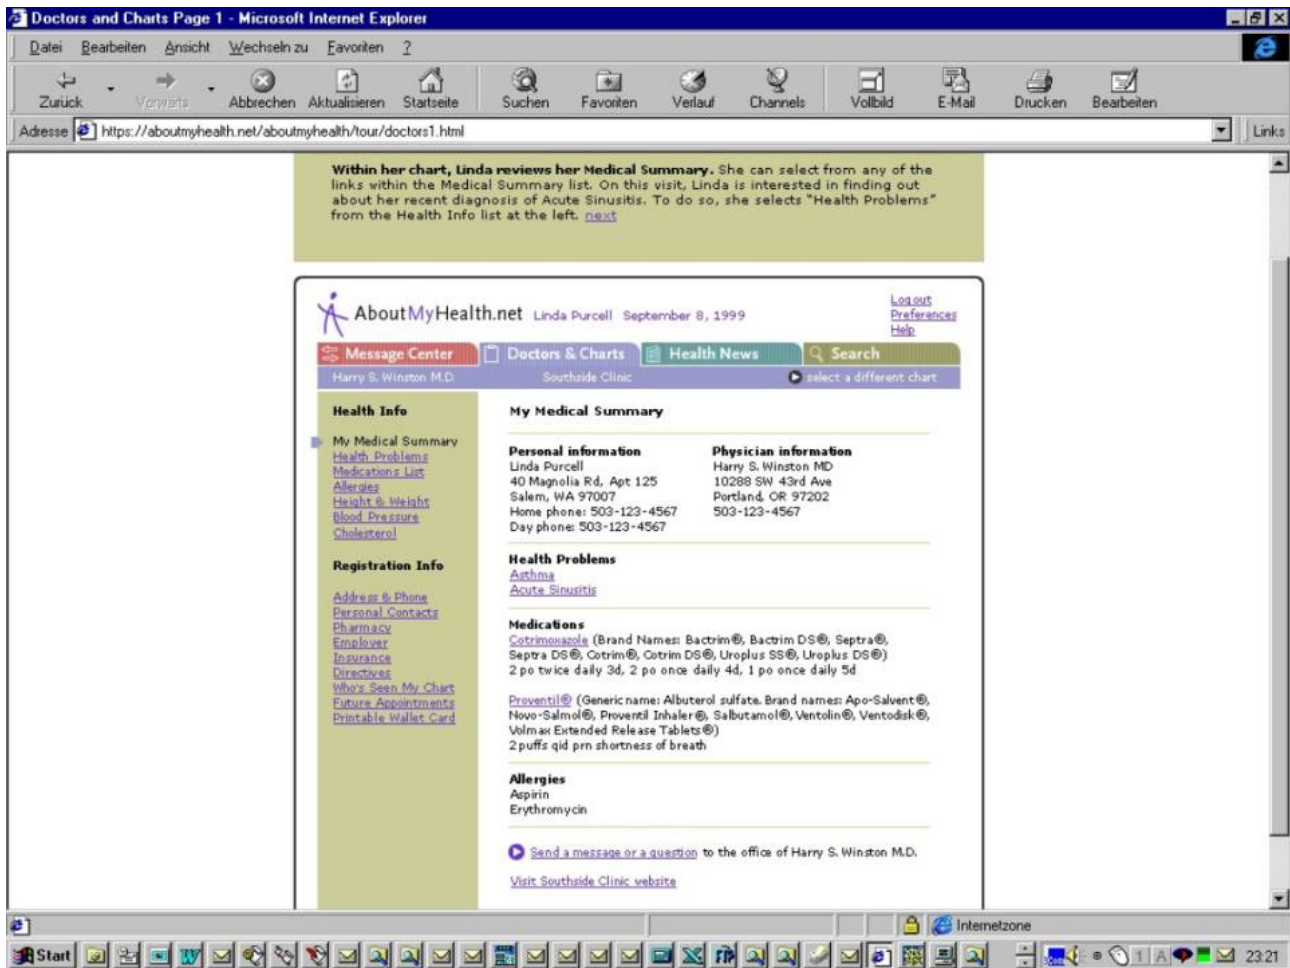 Doctors and Charts Page 1 - Microsoft Internet Explorer
Datei Bearbeiten Ansicht Wechseln zu Favoriten ?
Zurück Vorwärts Abbrechen Aktualisieren Startseite Suchen Favoriten Verlauf Channels Vollbild E-Mail Drucken Bearbeiten
Adresse https://aboutmyhealth.net/aboutmyhealth/tour/doctors1.html Links
Within her chart, Linda reviews her Medical Summary. She can select from any of the
links within the Medical Summary list. On this visit, Linda is interested in finding out
about her recent diagnosis of Acute Sinusitis. To do so, she selects "Health Problems"
from the Health Info list at the left. next
AboutMyHealth.net Linda Purcell September 8, 1999
Log out
Preferences
Help
Message Center Doctors & Charts Health News Search
Harry S. Winston M.D. Southside Clinic select a different chart
Health Info
My Medical Summary
Health Problems
Medications List
Allergies
Height & Weight
Blood Pressure
Cholesterol
Registration Info
Address & Phone
Personal Contacts
Pharmacy
Employer
Insurance
Directives
Who's Seen My Chart
Future Appointments
Printable Wallet Card
My Medical Summary
Personal information
Linda Purcell
40 Magnolia Rd, Apt 125
Salem, WA 97007
Home phone: 503-123-4567
Day phone: 503-123-4567
Physician information
Harry S. Winston MD
10288 SW 43rd Ave
Portland, OR 97202
503-123-4567
Health Problems
Asthma
Acute Sinusitis
Medications
Cotrimoxazole (Brand Names: Bactrim®, Bactrim DS®, Septra®,
Septra DS®, Cotrim®, Cotrim DS®, Uroplus SS®, Uroplus DS®)
2 po twice daily 3d, 2 po once daily 4d, 1 po once daily 5d
Proventil® (Generic name: Albuterol sulfate. Brand names: Apo-Salvent®,
Novo-Salmol®, Proventil Inhaler®, Salbutamol®, Ventolin®, Ventodisk®,
Volmax Extended Release Tablets®)
2 puffs qid prn shortness of breath
Allergies
Aspirin
Erythromycin
Send a message or a question to the office of Harry S. Winston M.D.
Visit Southside Clinic website
Internetzone
Start 23:21